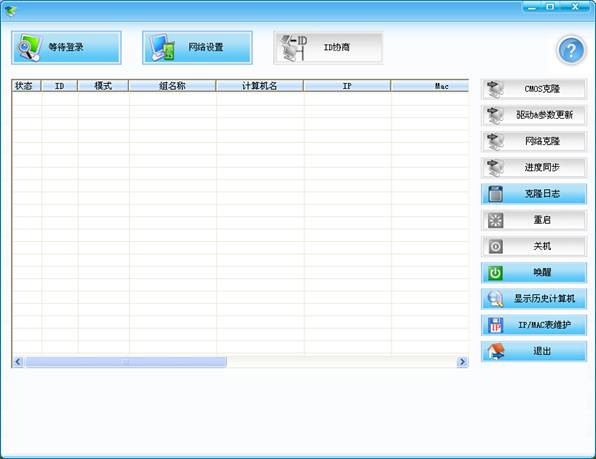 等待登录 网络设置 ID协商
状态 ID 模式 组名称 计算机名 IP Mac
CMOS克隆
驱动&参数更新
网络克隆
进度同步
克隆日志
重启
关机
唤醒
显示历史计算机
IP/MAC表维护
退出